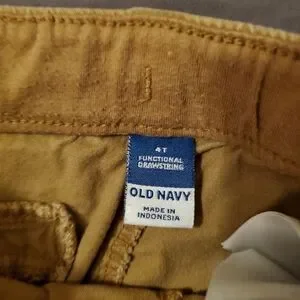 4T
FUNCTIONAL
DRAWSTRING
OLD NAVY
MADE IN
INDONESIA